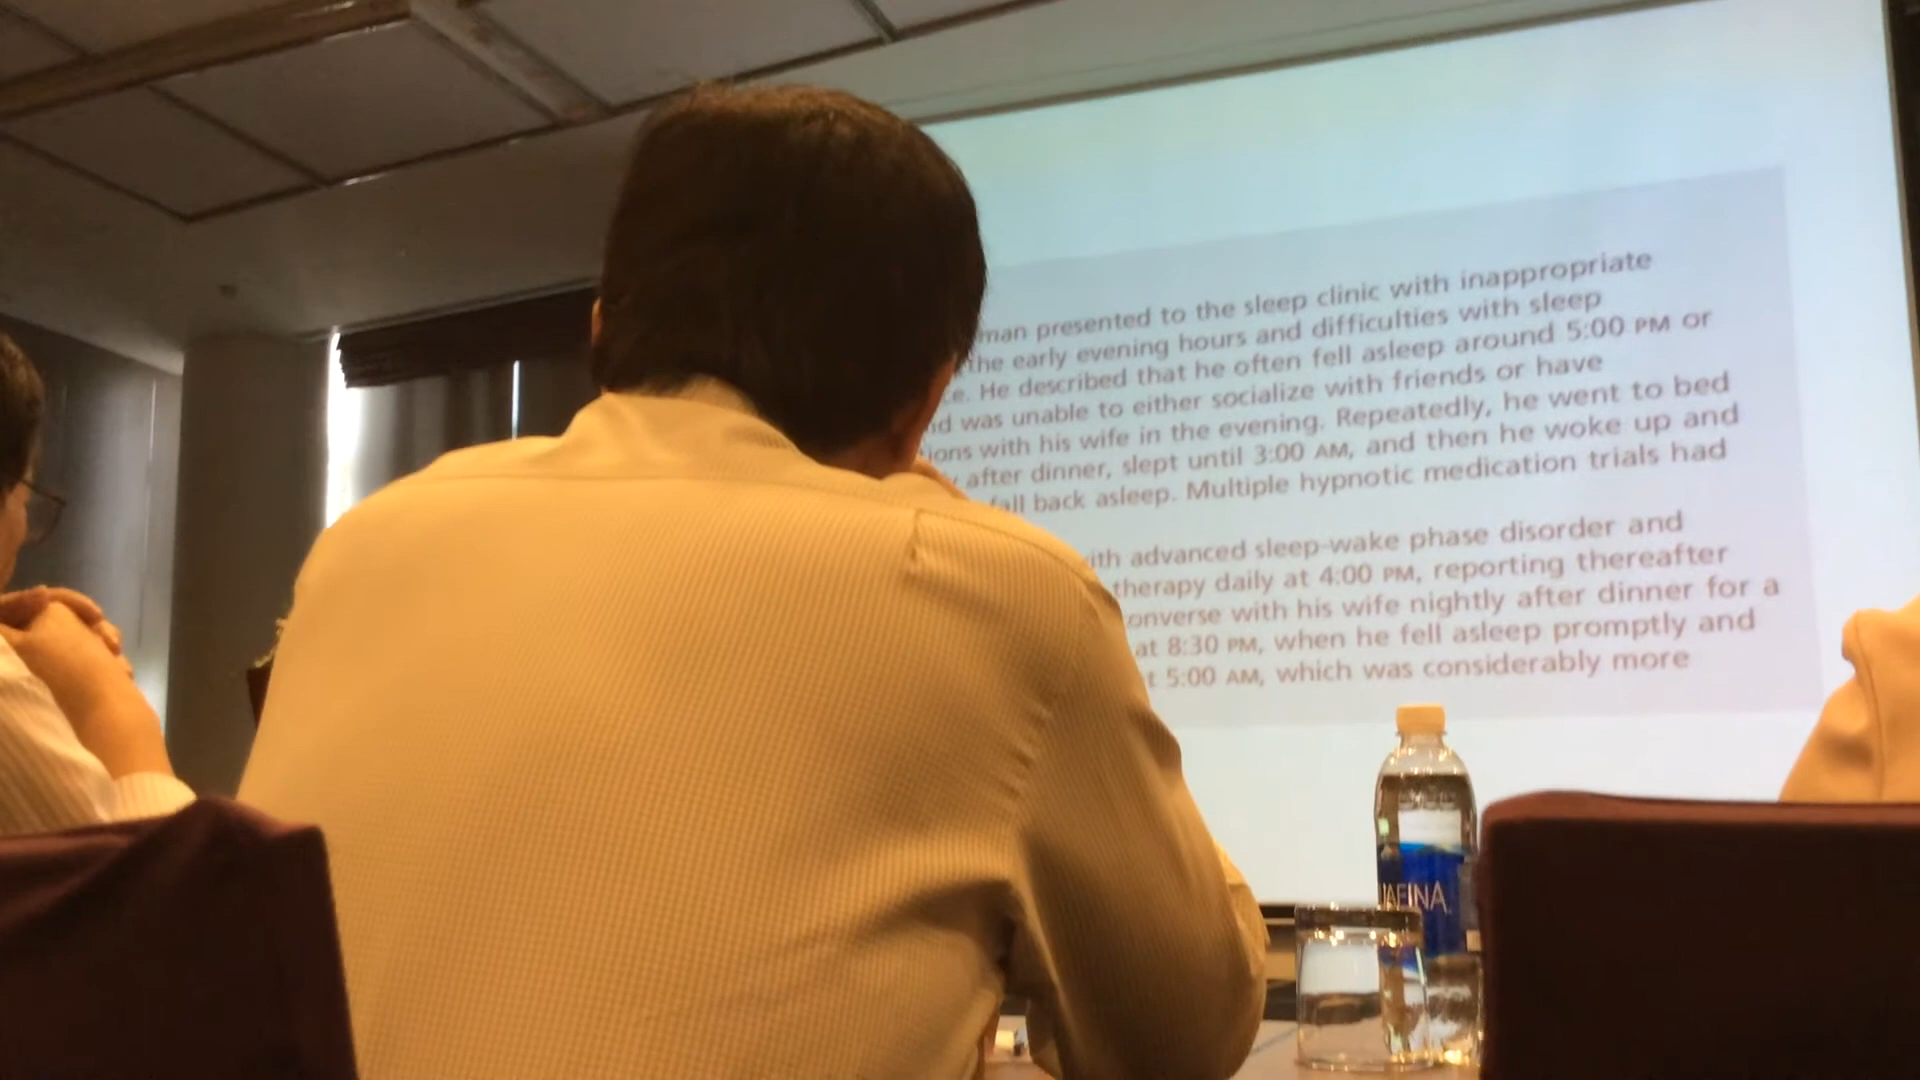 man presented to the sleep clinic with inappropriate
the early evening hours and difficulties with sleep
e. He described that he often fell asleep around 5:00 PM or
nd was unable to either socialize with friends or have
ions with his wife in the evening. Repeatedly, he went to bed
after dinner, slept until 3:00 AM, and then he woke up and
fall back asleep. Multiple hypnotic medication trials had
ith advanced sleep-wake phase disorder and
therapy daily at 4:00 PM, reporting thereafter
onverse with his wife nightly after dinner for a
at 8:30 PM, when he fell asleep promptly and
t 5:00 AM, which was considerably more
UAFINA